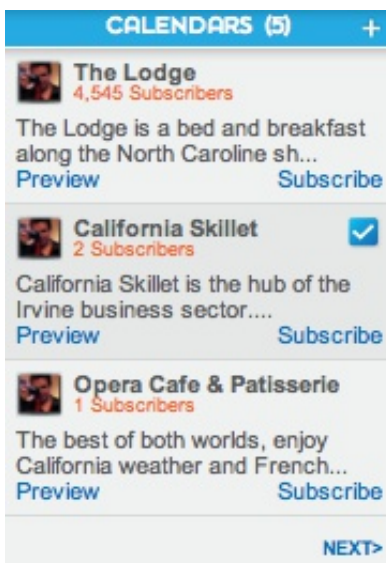 CALENDARS (5) +
The Lodge
4,545 Subscribers
The Lodge is a bed and breakfast
along the North Caroline sh...
Preview Subscribe
California Skillet
2 Subscribers
California Skillet is the hub of the
Irvine business sector....
Preview Subscribe
Opera Cafe & Patisserie
1 Subscribers
The best of both worlds, enjoy
California weather and French...
Preview Subscribe
NEXT>